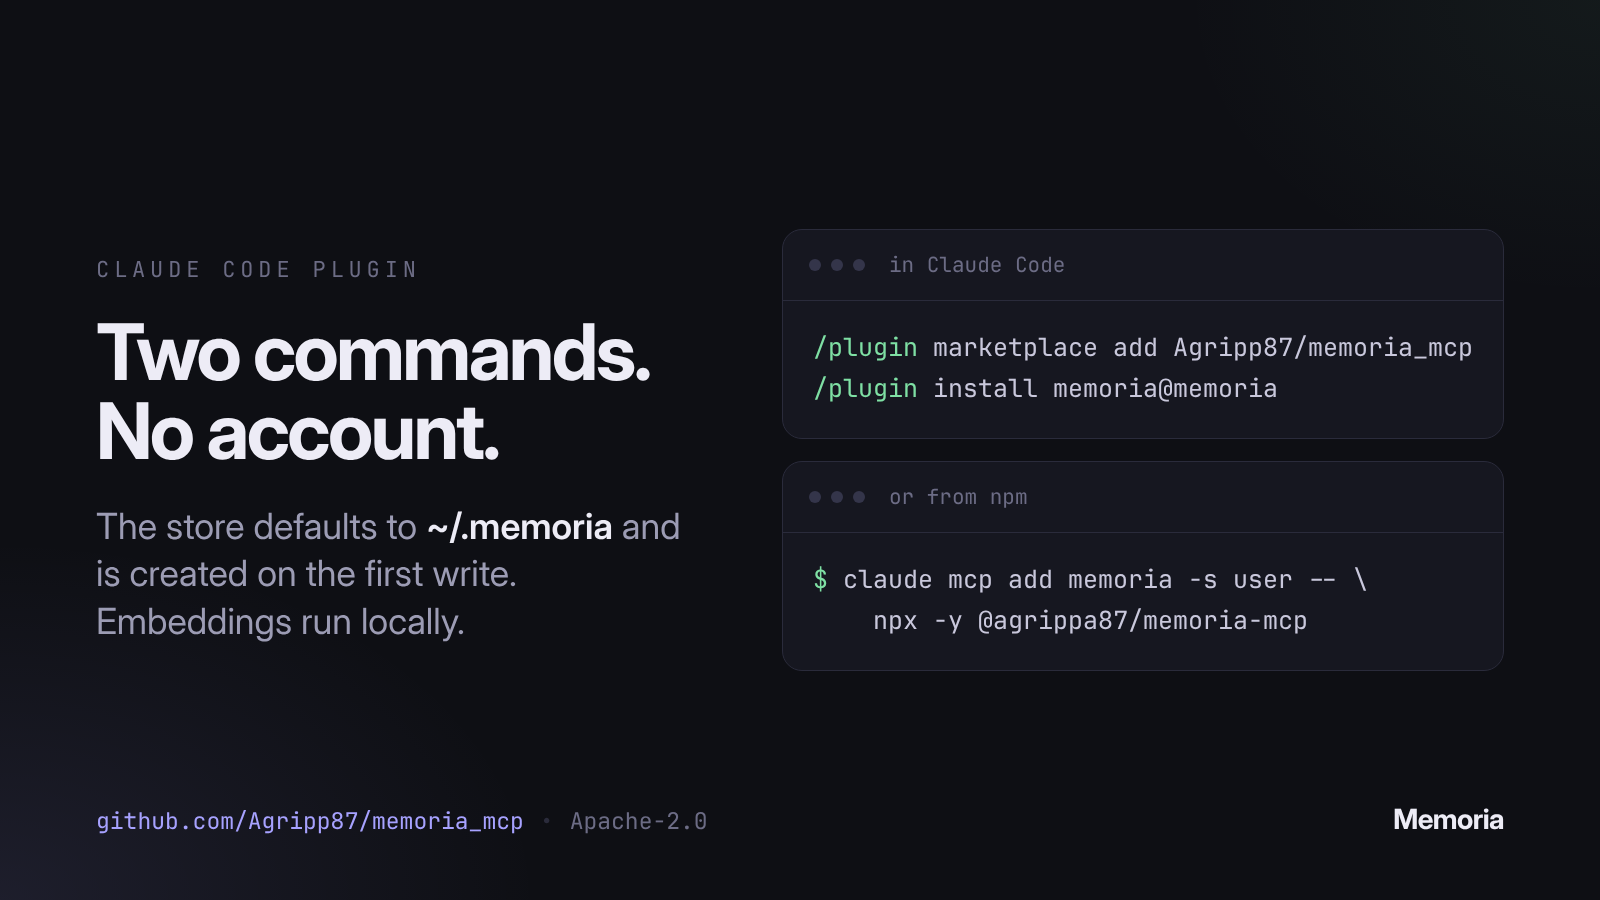 CLAUDE CODE PLUGIN
Two commands.
No account.
The store defaults to ~/.memoria and
is created on the first write.
Embeddings run locally.
in Claude Code
/plugin marketplace add Agripp87/memoria_mcp
/plugin install memoria@memoria
or from npm
$ claude mcp add memoria -s user -- \
npx -y @agrippa87/memoria-mcp
github.com/Agripp87/memoria_mcp • Apache-2.0
Memoria